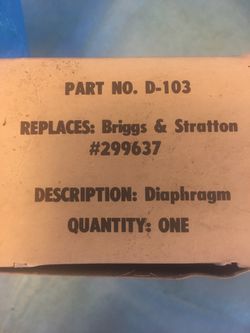 PART NO. D-103
REPLACES: Briggs & Stratton
#299637
DESCRIPTION: Diaphragm
QUANTITY: ONE